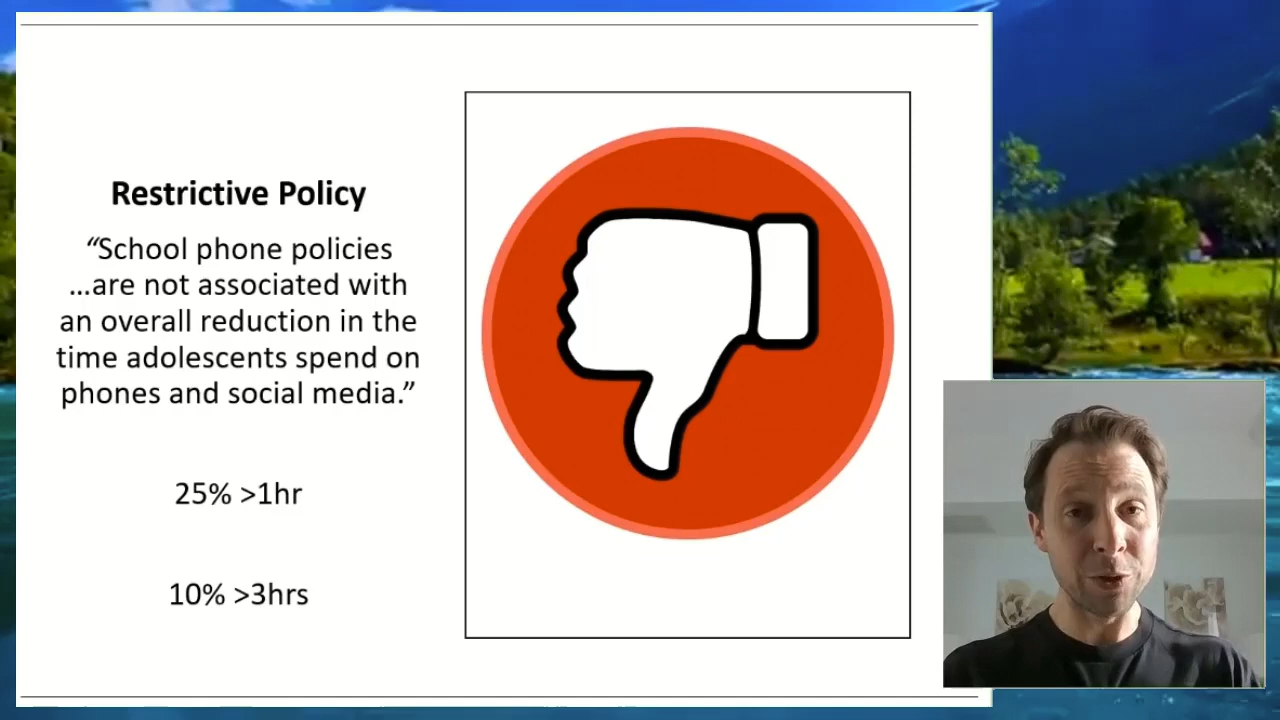 Restrictive Policy
“School phone policies
...are not associated with
an overall reduction in the
time adolescents spend on
phones and social media.”
25% >1hr
10% >3hrs